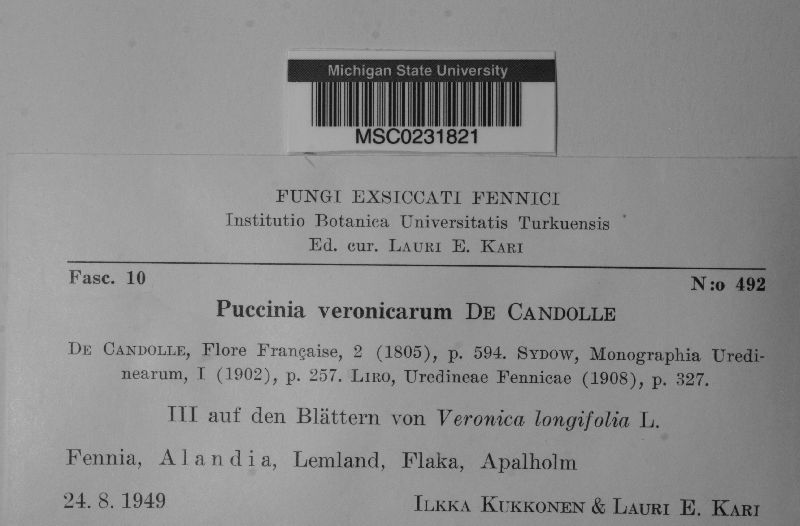 Michigan State University
MSC0231821
FUNGI EXSICCATI FENNICI
Institutio Botanica Universitatis Turkuensis
Ed. cur. LAURI E. KARI
Fasc. 10 N:o 492
Puccinia veronicarum DE CANDOLLE
DE CANDOLLE, Flore Française, 2 (1805), p. 594. SYDOW, Monographia Uredi-
nearum, I (1902), p. 257. LIRO, Uredineae Fennicae (1908), p. 327.
III auf den Blättern von Veronica longifolia L.
Fennia, Alandia, Lemland, Flaka, Apalholm
24. 8. 1949 ILKKA KUKKONEN & LAURI E. KARI